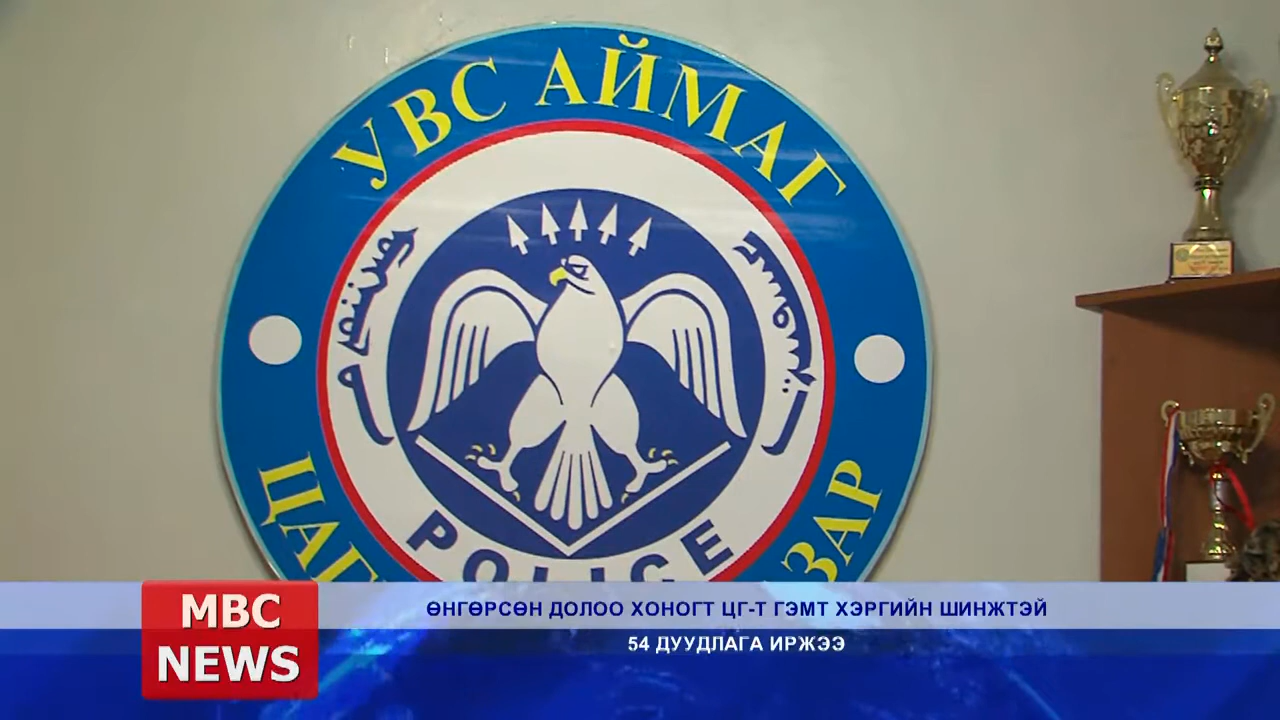 УВС АЙМАГ
POLICE
MBC
NEWS
ӨНГӨРСӨН ДОЛОО ХОНОГТ ЦГ-Т ГЭМТ ХЭРГИЙН ШИНЖТЭЙ
54 ДУУДЛАГА ИРЖЭЭ